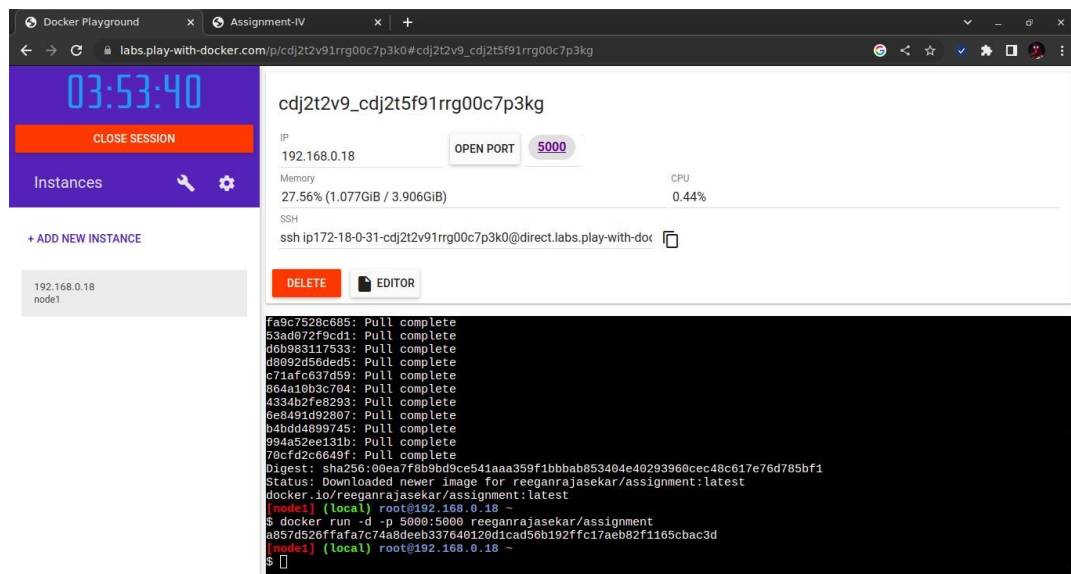 Docker Playground
Assignment-IV
labs.play-with-docker.com/p/cdj2t2v91rrg00c7p3k0#cdj2t2v9_cdj2t5f91rrg00c7p3kg
03:53:40
CLOSE SESSION
Instances
+ ADD NEW INSTANCE
192.168.0.18
node1
cdj2t2v9_cdj2t5f91rrg00c7p3kg
IP
192.168.0.18
OPEN PORT
5000
Memory
27.56% (1.077GiB / 3.906GiB)
CPU
0.44%
SSH
ssh ip172-18-0-31-cdj2t2v91rrg00c7p3k0@direct.labs.play-with-doc
DELETE
EDITOR
fa9c7528c685: Pull complete
53ad072f9cd1: Pull complete
d6b983117533: Pull complete
d8092d56ded5: Pull complete
c71afc637d59: Pull complete
864a10b3c704: Pull complete
4334b2fe8293: Pull complete
6e8491d92807: Pull complete
b4bdd4899745: Pull complete
994a52ee131b: Pull complete
70cfd2c6649f: Pull complete
Digest: sha256:00ea7f8b9bd9ce541aaa359f1bbbab853404e40293960cec48c617e76d785bf1
Status: Downloaded newer image for reeganrajasekar/assignment:latest
docker.io/reeganrajasekar/assignment:latest
[node1] (local) root@192.168.0.18 ~
$ docker run -d -p 5000:5000 reeganrajasekar/assignment
a857d526ffafa7c74a8deeb337640120d1cad56b192ffc17aeb82f1165cbac3d
[node1] (local) root@192.168.0.18 ~
$